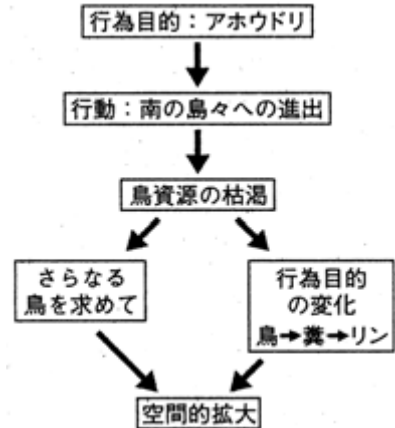 行為目的：アホウドリ
行動：南の島々への進出
鳥資源の枯渇
さらなる
鳥を求めて
行為目的
の変化
鳥→糞→リン
空間的拡大